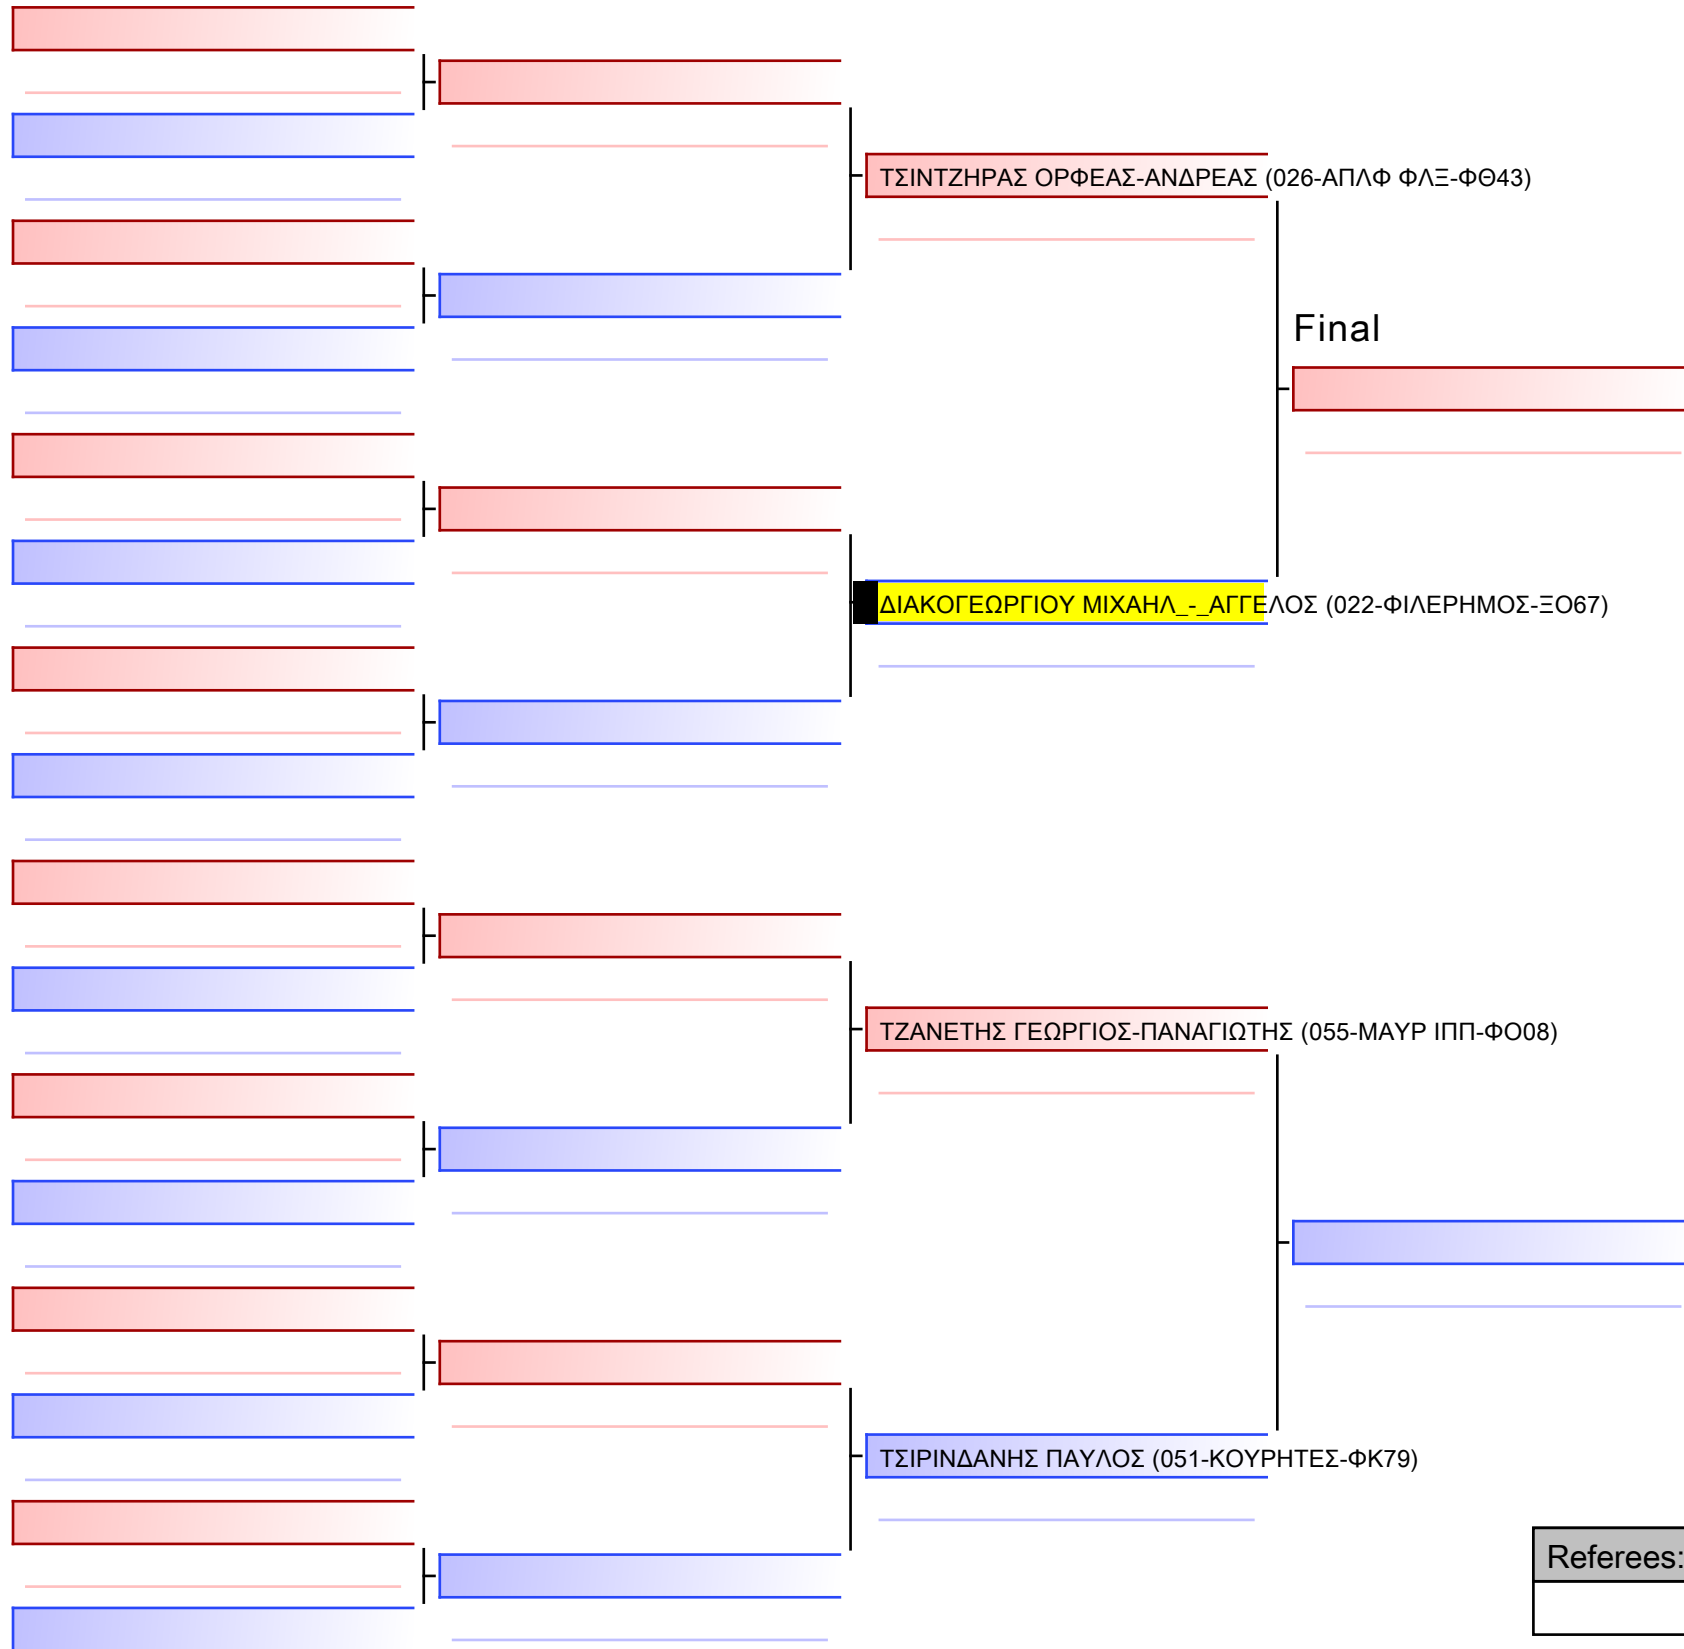 ΤΣΙΝΤΖΗΡΑΣ ΟΡΦΕΑΣ-ΑΝΔΡΕΑΣ (026-ΑΠΛΦ ΦΛΞ-ΦΘ43)
Final
ΔΙΑΚΟΓΕΩΡΓΙΟΥ ΜΙΧΑΗΛ_-_ΑΓΓΕΛΟΣ (022-ΦΙΛΕΡΗΜΟΣ-ΞΟ67)
ΤΖΑΝΕΤΗΣ ΓΕΩΡΓΙΟΣ-ΠΑΝΑΓΙΩΤΗΣ (055-ΜΑΥΡ ΙΠΠ-ΦΟ08)
ΤΣΙΡΙΝΔΑΝΗΣ ΠΑΥΛΟΣ (051-ΚΟΥΡΗΤΕΣ-ΦΚ79)
Referees: